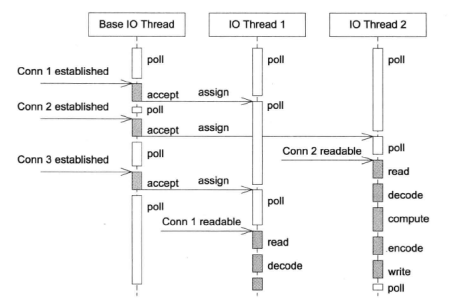 Base IO Thread IO Thread 1 IO Thread 2
poll poll poll
Conn 1 established
accept assign
poll
Conn 2 established
poll
accept assign
poll
poll
Conn 2 readable
Conn 3 established
read
accept assign
decode
poll poll
Conn 1 readable
compute
read
encode
decode
write
poll